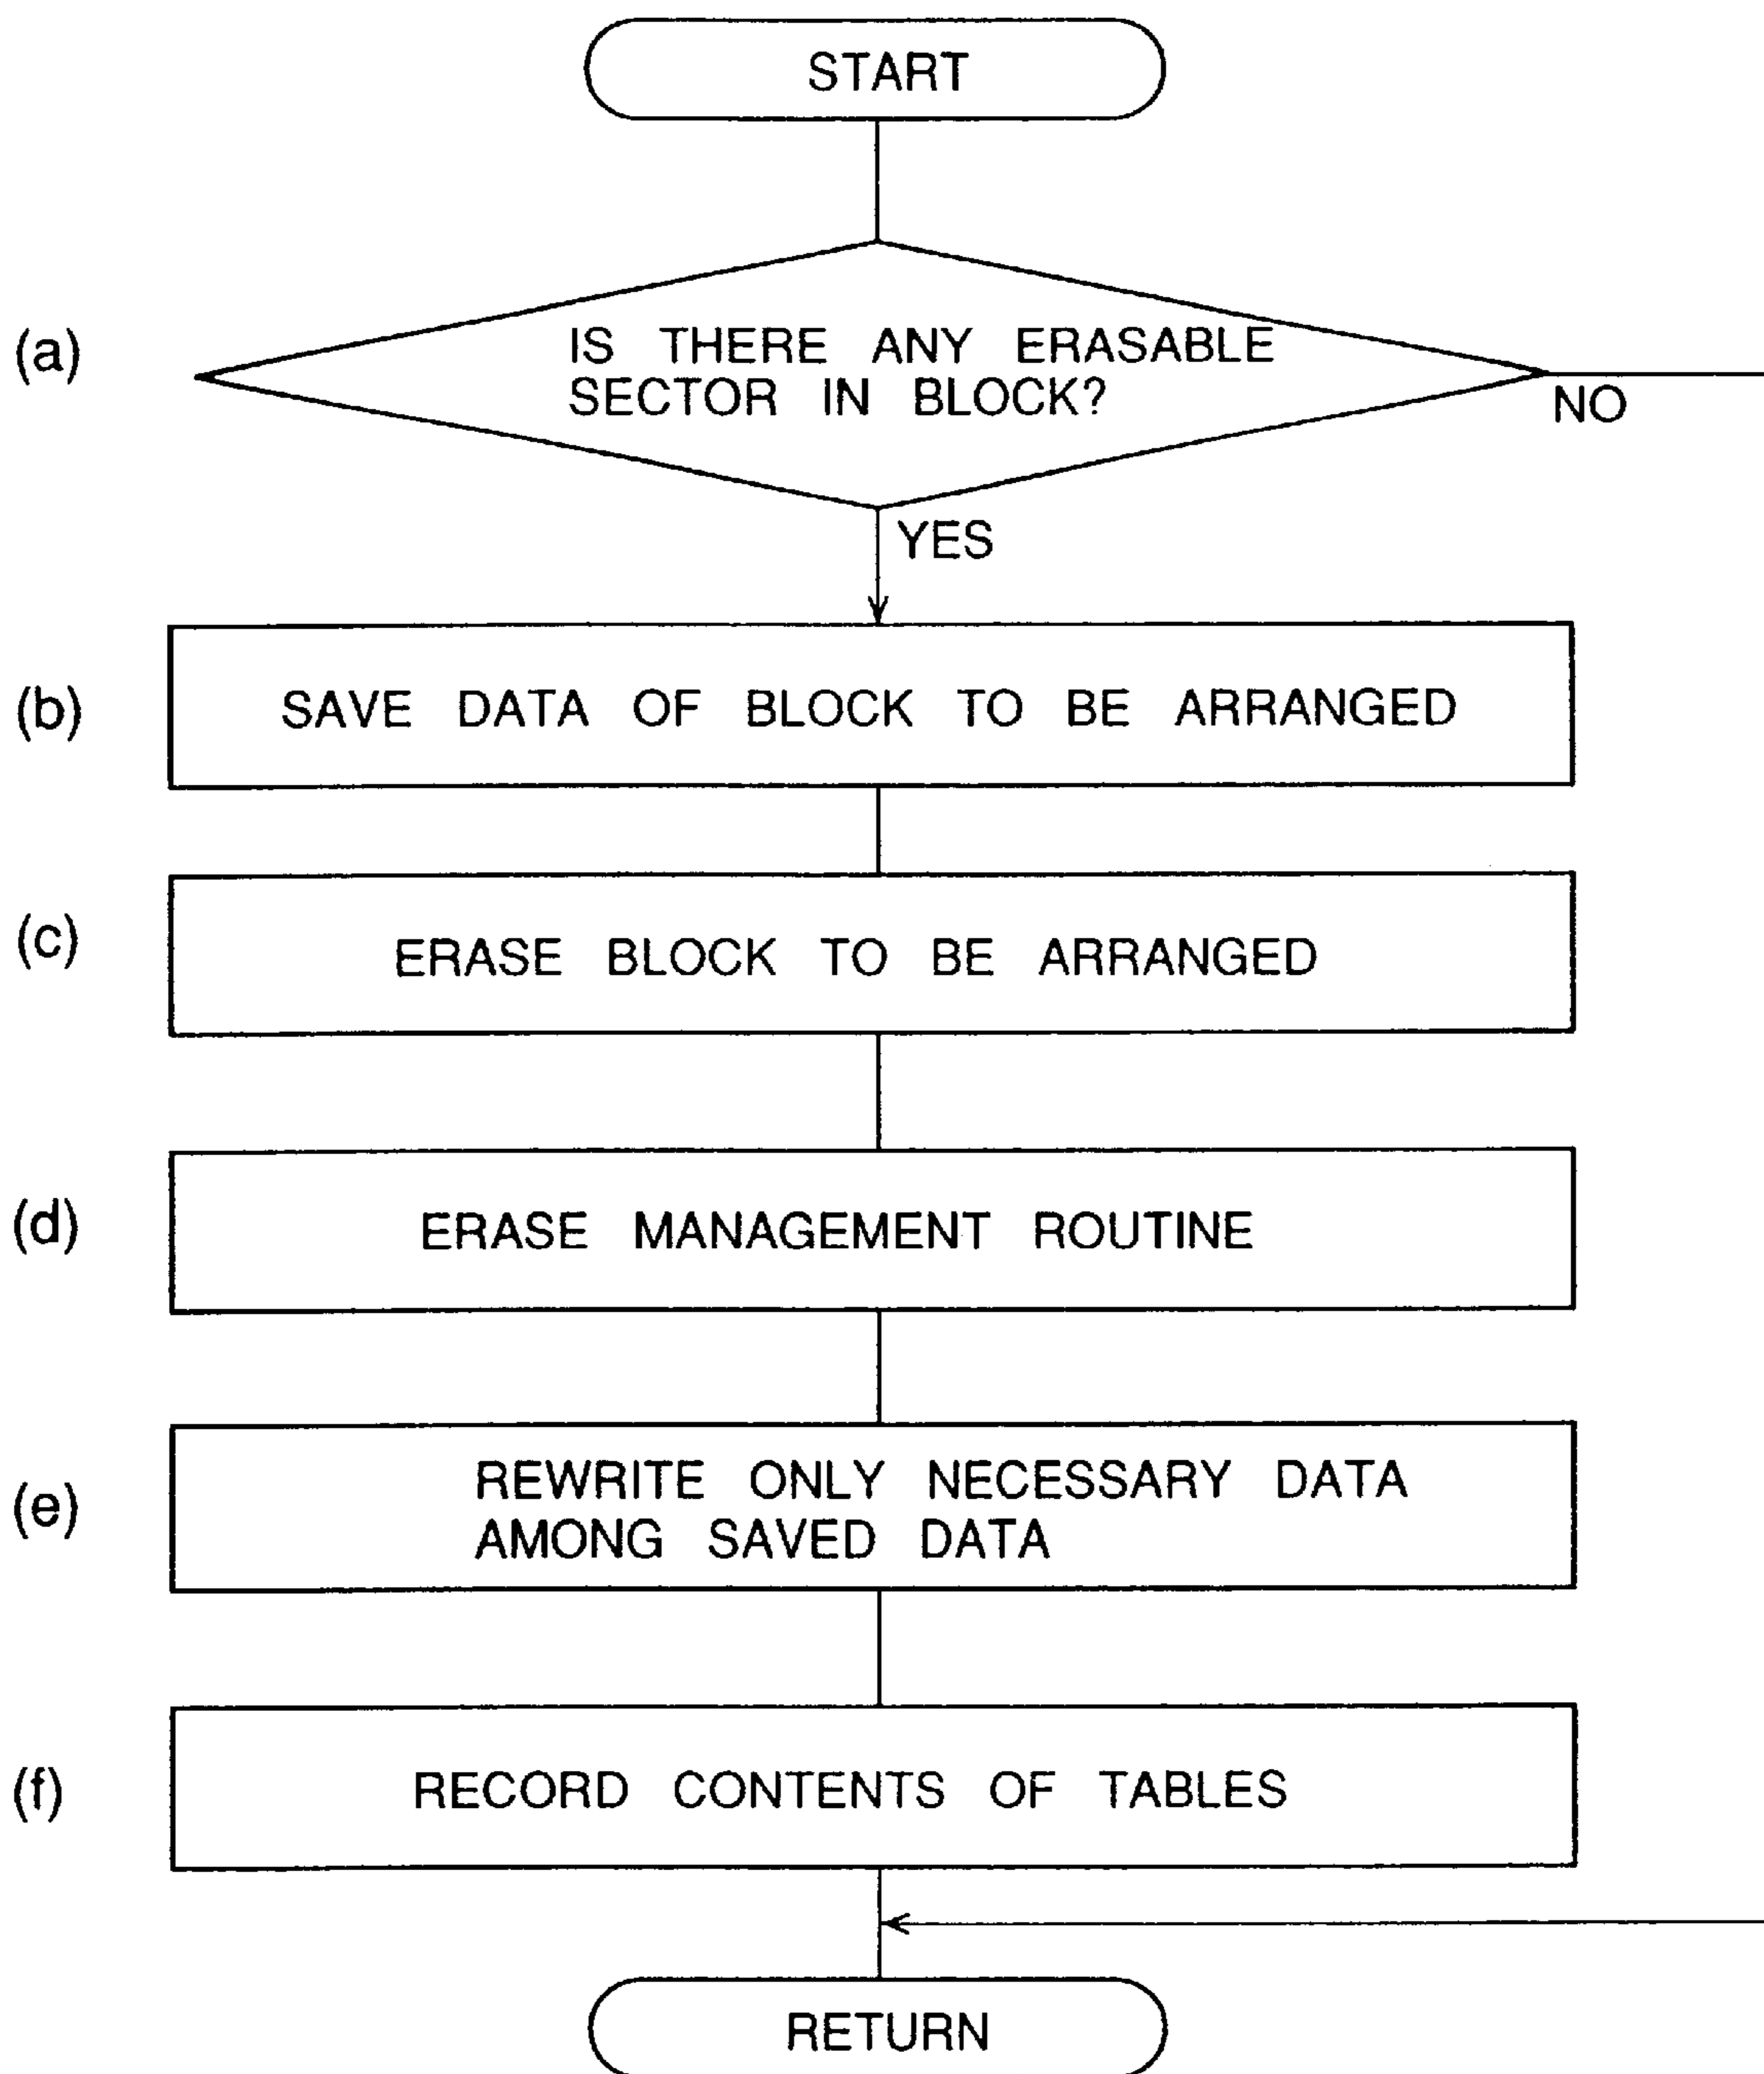 START
(a)
IS THERE ANY ERASABLE
SECTOR IN BLOCK?
NO
YES
(b)
SAVE DATA OF BLOCK TO BE ARRANGED
(c)
ERASE BLOCK TO BE ARRANGED
(d)
ERASE MANAGEMENT ROUTINE
(e)
REWRITE ONLY NECESSARY DATA
AMONG SAVED DATA
(f)
RECORD CONTENTS OF TABLES
RETURN